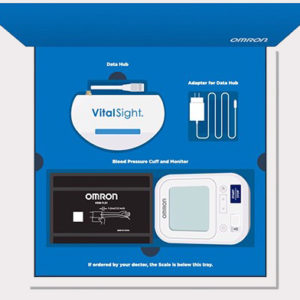 OMRON
Data Hub
VitalSight.
Adapter for Data Hub
Blood Pressure Cuff and Monitor
OMRON
OMRON
If ordered by your doctor, the Scale is below this tray.